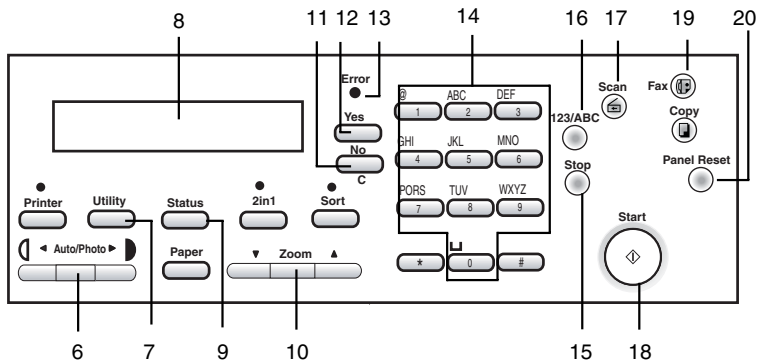 8
11
12
13
14
16
17
19
20
Error
Yes
No
C
@
1
ABC
2
DEF
3
GHI
4
JKL
5
MNO
6
PORS
7
TUV
8
WXYZ
9
*
0
#
123/ABC
Stop
Scan
Fax
Copy
Panel Reset
Start
Printer
Utility
Status
2in1
Sort
◄ Auto/Photo ►
Paper
▼ Zoom ▲
6
7
9
10
15
18